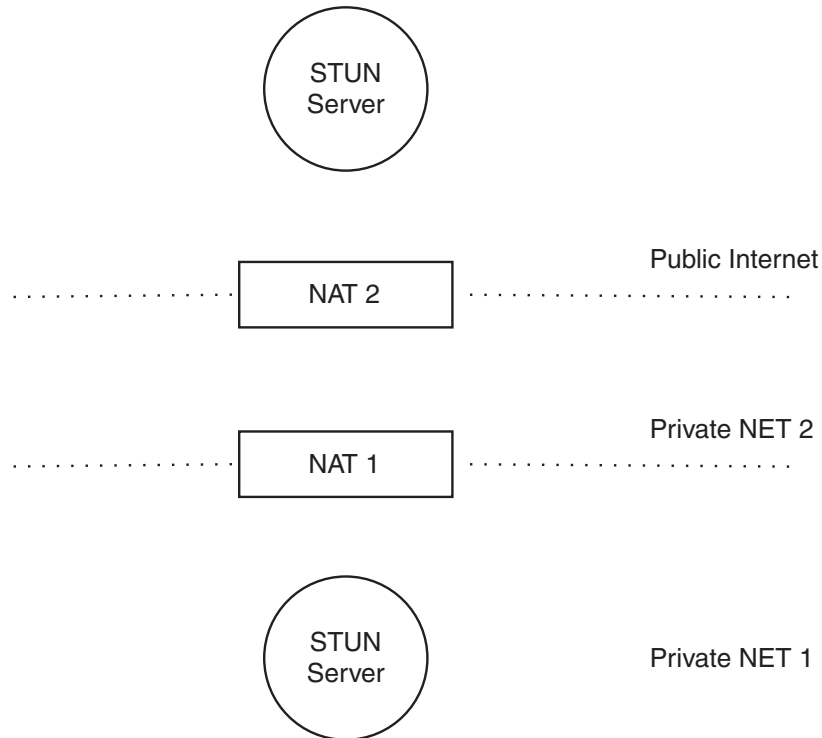 STUN
Server
Public Internet
NAT 2
Private NET 2
NAT 1
STUN
Server
Private NET 1